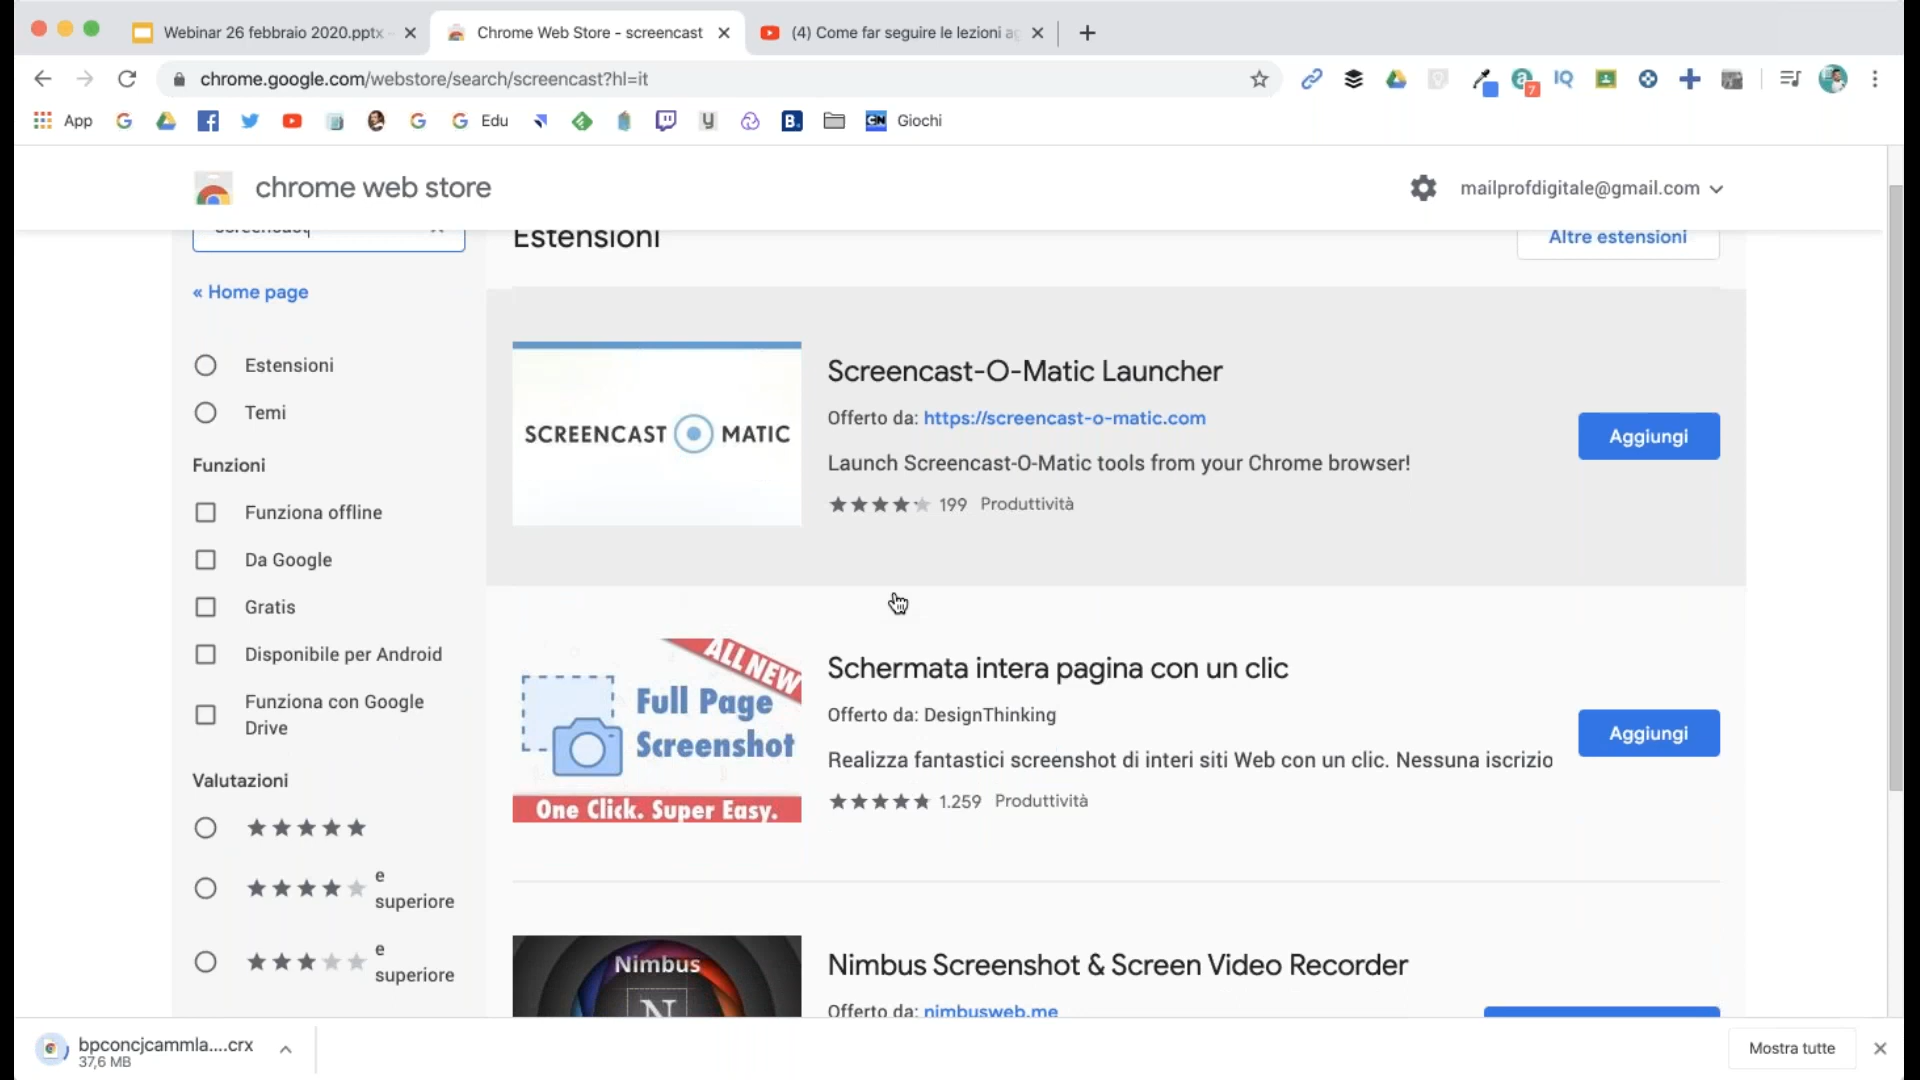 Webinar 26 febbraio 2020.pptx
Chrome Web Store - screencast
(4) Come far seguire le lezioni a
chrome.google.com/webstore/search/screencast?hl=it
7
IQ
App
Edu
B.
CN
Giochi
chrome web store
mailprofdigitale@gmail.com
screencast
Estensioni
Altre estensioni
« Home page
Estensioni
Temi
Funzioni
Funziona offline
Da Google
Gratis
Disponibile per Android
Funziona con Google
Drive
Valutazioni
e
superiore
e
superiore
SCREENCAST MATIC
Screencast-O-Matic Launcher
Offerto da: https://screencast-o-matic.com
Launch Screencast-O-Matic tools from your Chrome browser!
199 Produttività
Aggiungi
ALL NEW
Full Page
Screenshot
One Click. Super Easy.
Schermata intera pagina con un clic
Offerto da: DesignThinking
Realizza fantastici screenshot di interi siti Web con un clic. Nessuna iscrizio
1.259 Produttività
Aggiungi
Nimbus
N
Nimbus Screenshot & Screen Video Recorder
Offerto da: nimbusweb.me
bpconcjcammla....crx
37,6 MB
Mostra tutte